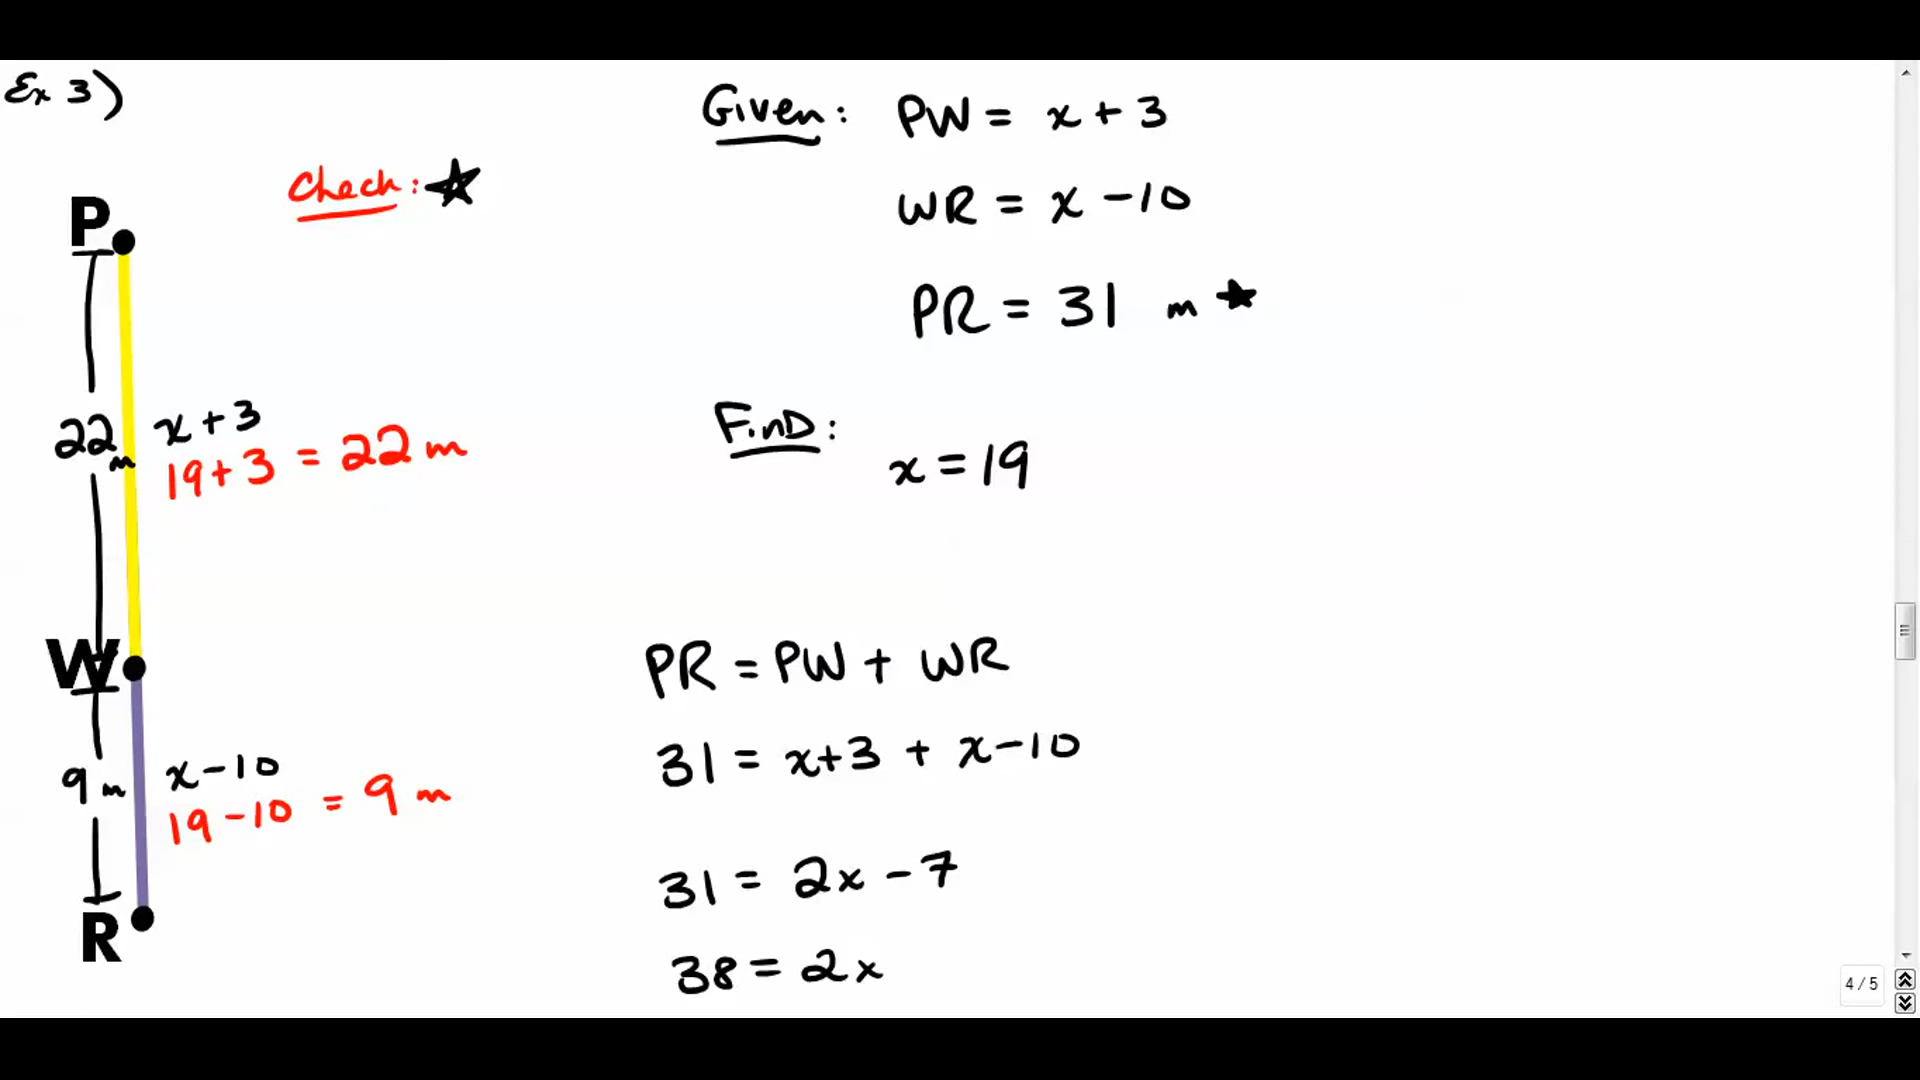 Ex 3)
Given: PW = x + 3
Check:
WR = x - 10
P
PR = 31 m
22 m
x + 3
19 + 3 = 22 m
Find:
x = 19
W
PR = PW + WR
31 = x+3 + x-10
9 m
x - 10
19 - 10 = 9 m
31 = 2x - 7
R
38 = 2x
4 / 5